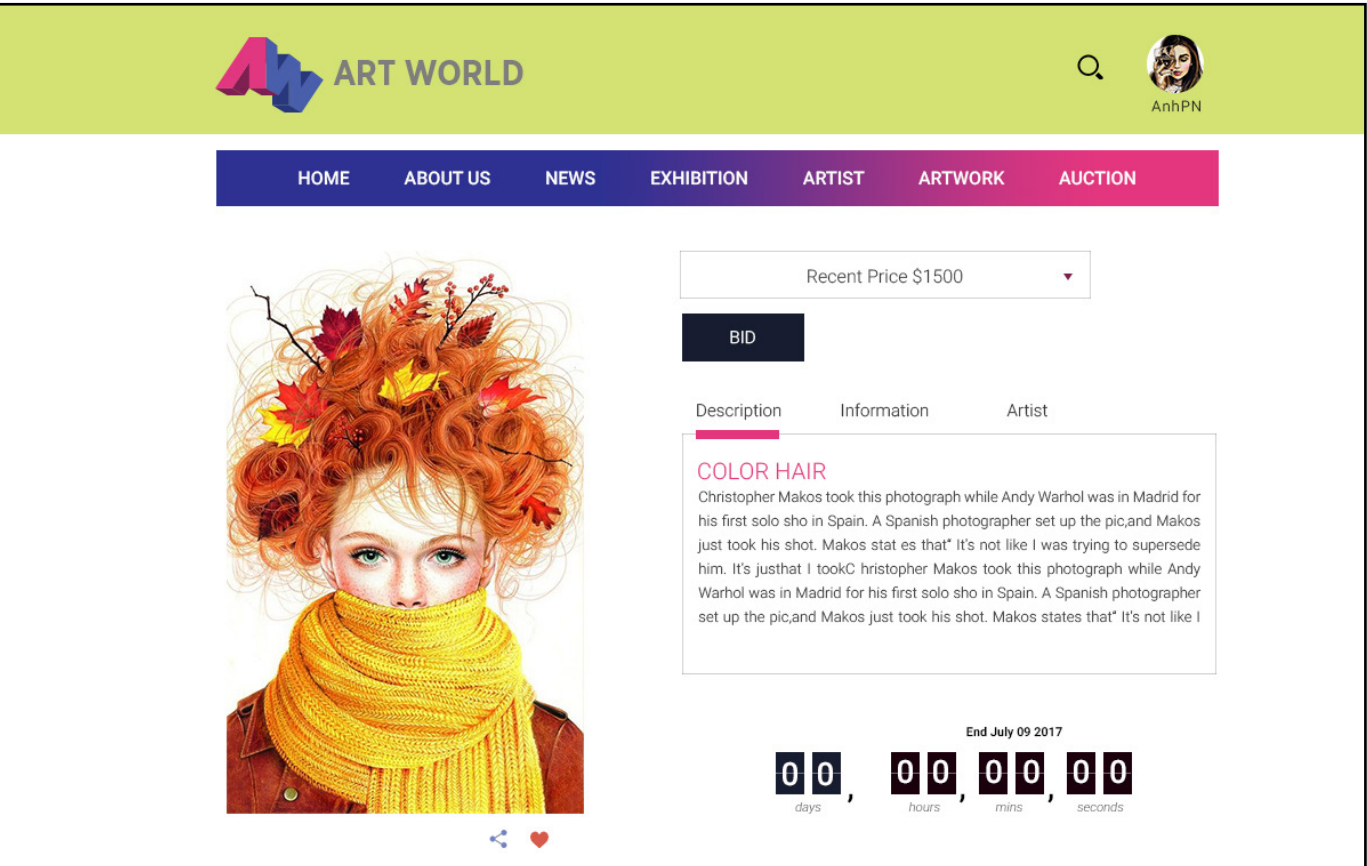 ART WORLD
AnhPN
HOME ABOUT US NEWS EXHIBITION ARTIST ARTWORK AUCTION
Recent Price $1500
BID
Description Information Artist
COLOR HAIR
Christopher Makos took this photograph while Andy Warhol was in Madrid for
his first solo sho in Spain. A Spanish photographer set up the pic,and Makos
just took his shot. Makos stat es that“ It's not like I was trying to supersede
him. It's justhat I tookC hristopher Makos took this photograph while Andy
Warhol was in Madrid for his first solo sho in Spain. A Spanish photographer
set up the pic,and Makos just took his shot. Makos states that“ It's not like I
End July 09 2017
00, 00, 00, 00
days hours mins seconds